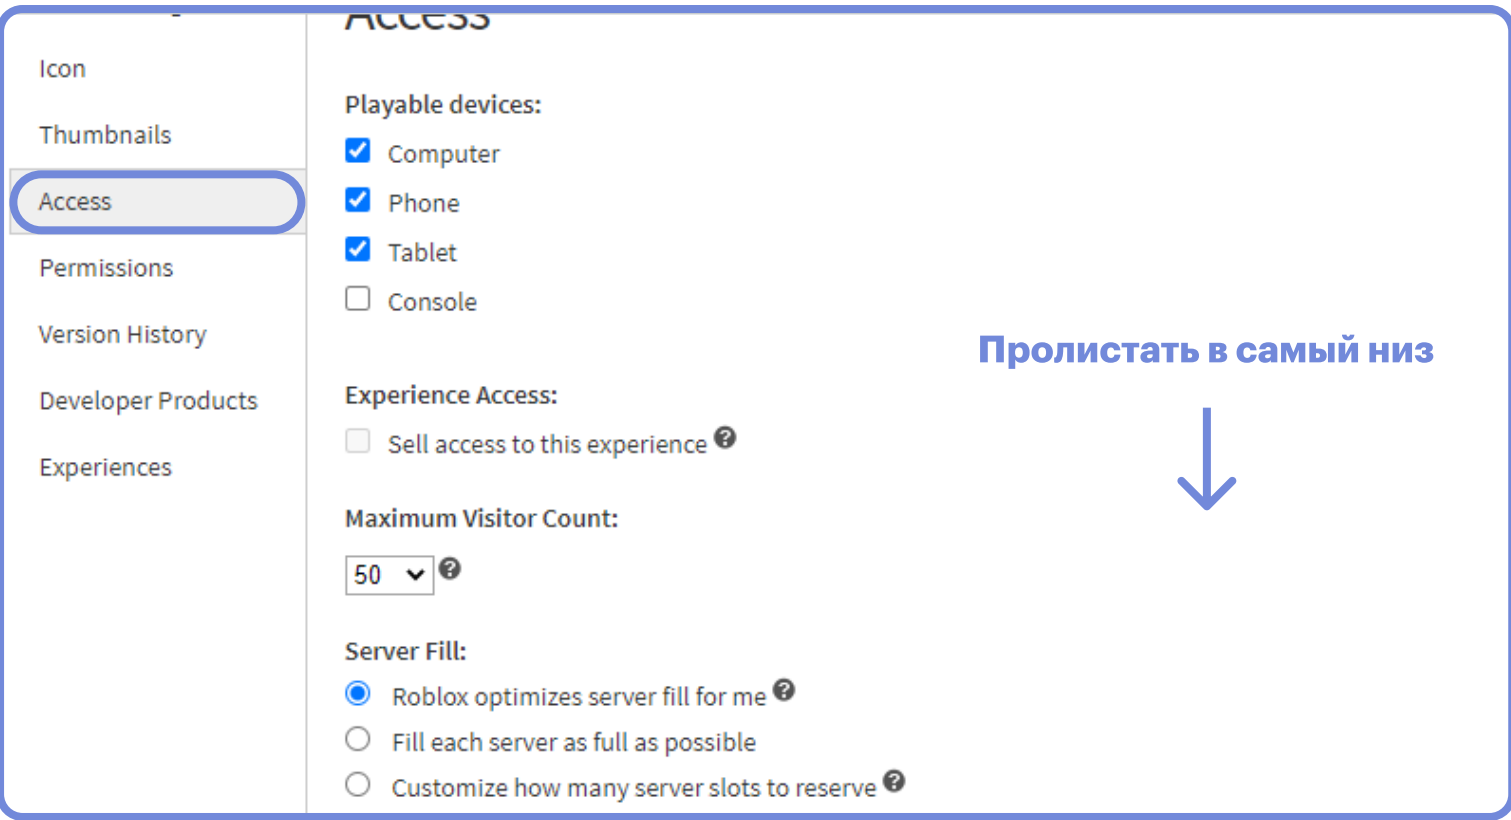 Access
Icon
Thumbnails
Access
Permissions
Version History
Developer Products
Experiences
Playable devices:
Computer
Phone
Tablet
Console
Experience Access:
Sell access to this experience ?
Maximum Visitor Count:
50 ?
Server Fill:
Roblox optimizes server fill for me ?
Fill each server as full as possible
Customize how many server slots to reserve ?
Пролистать в самый низ